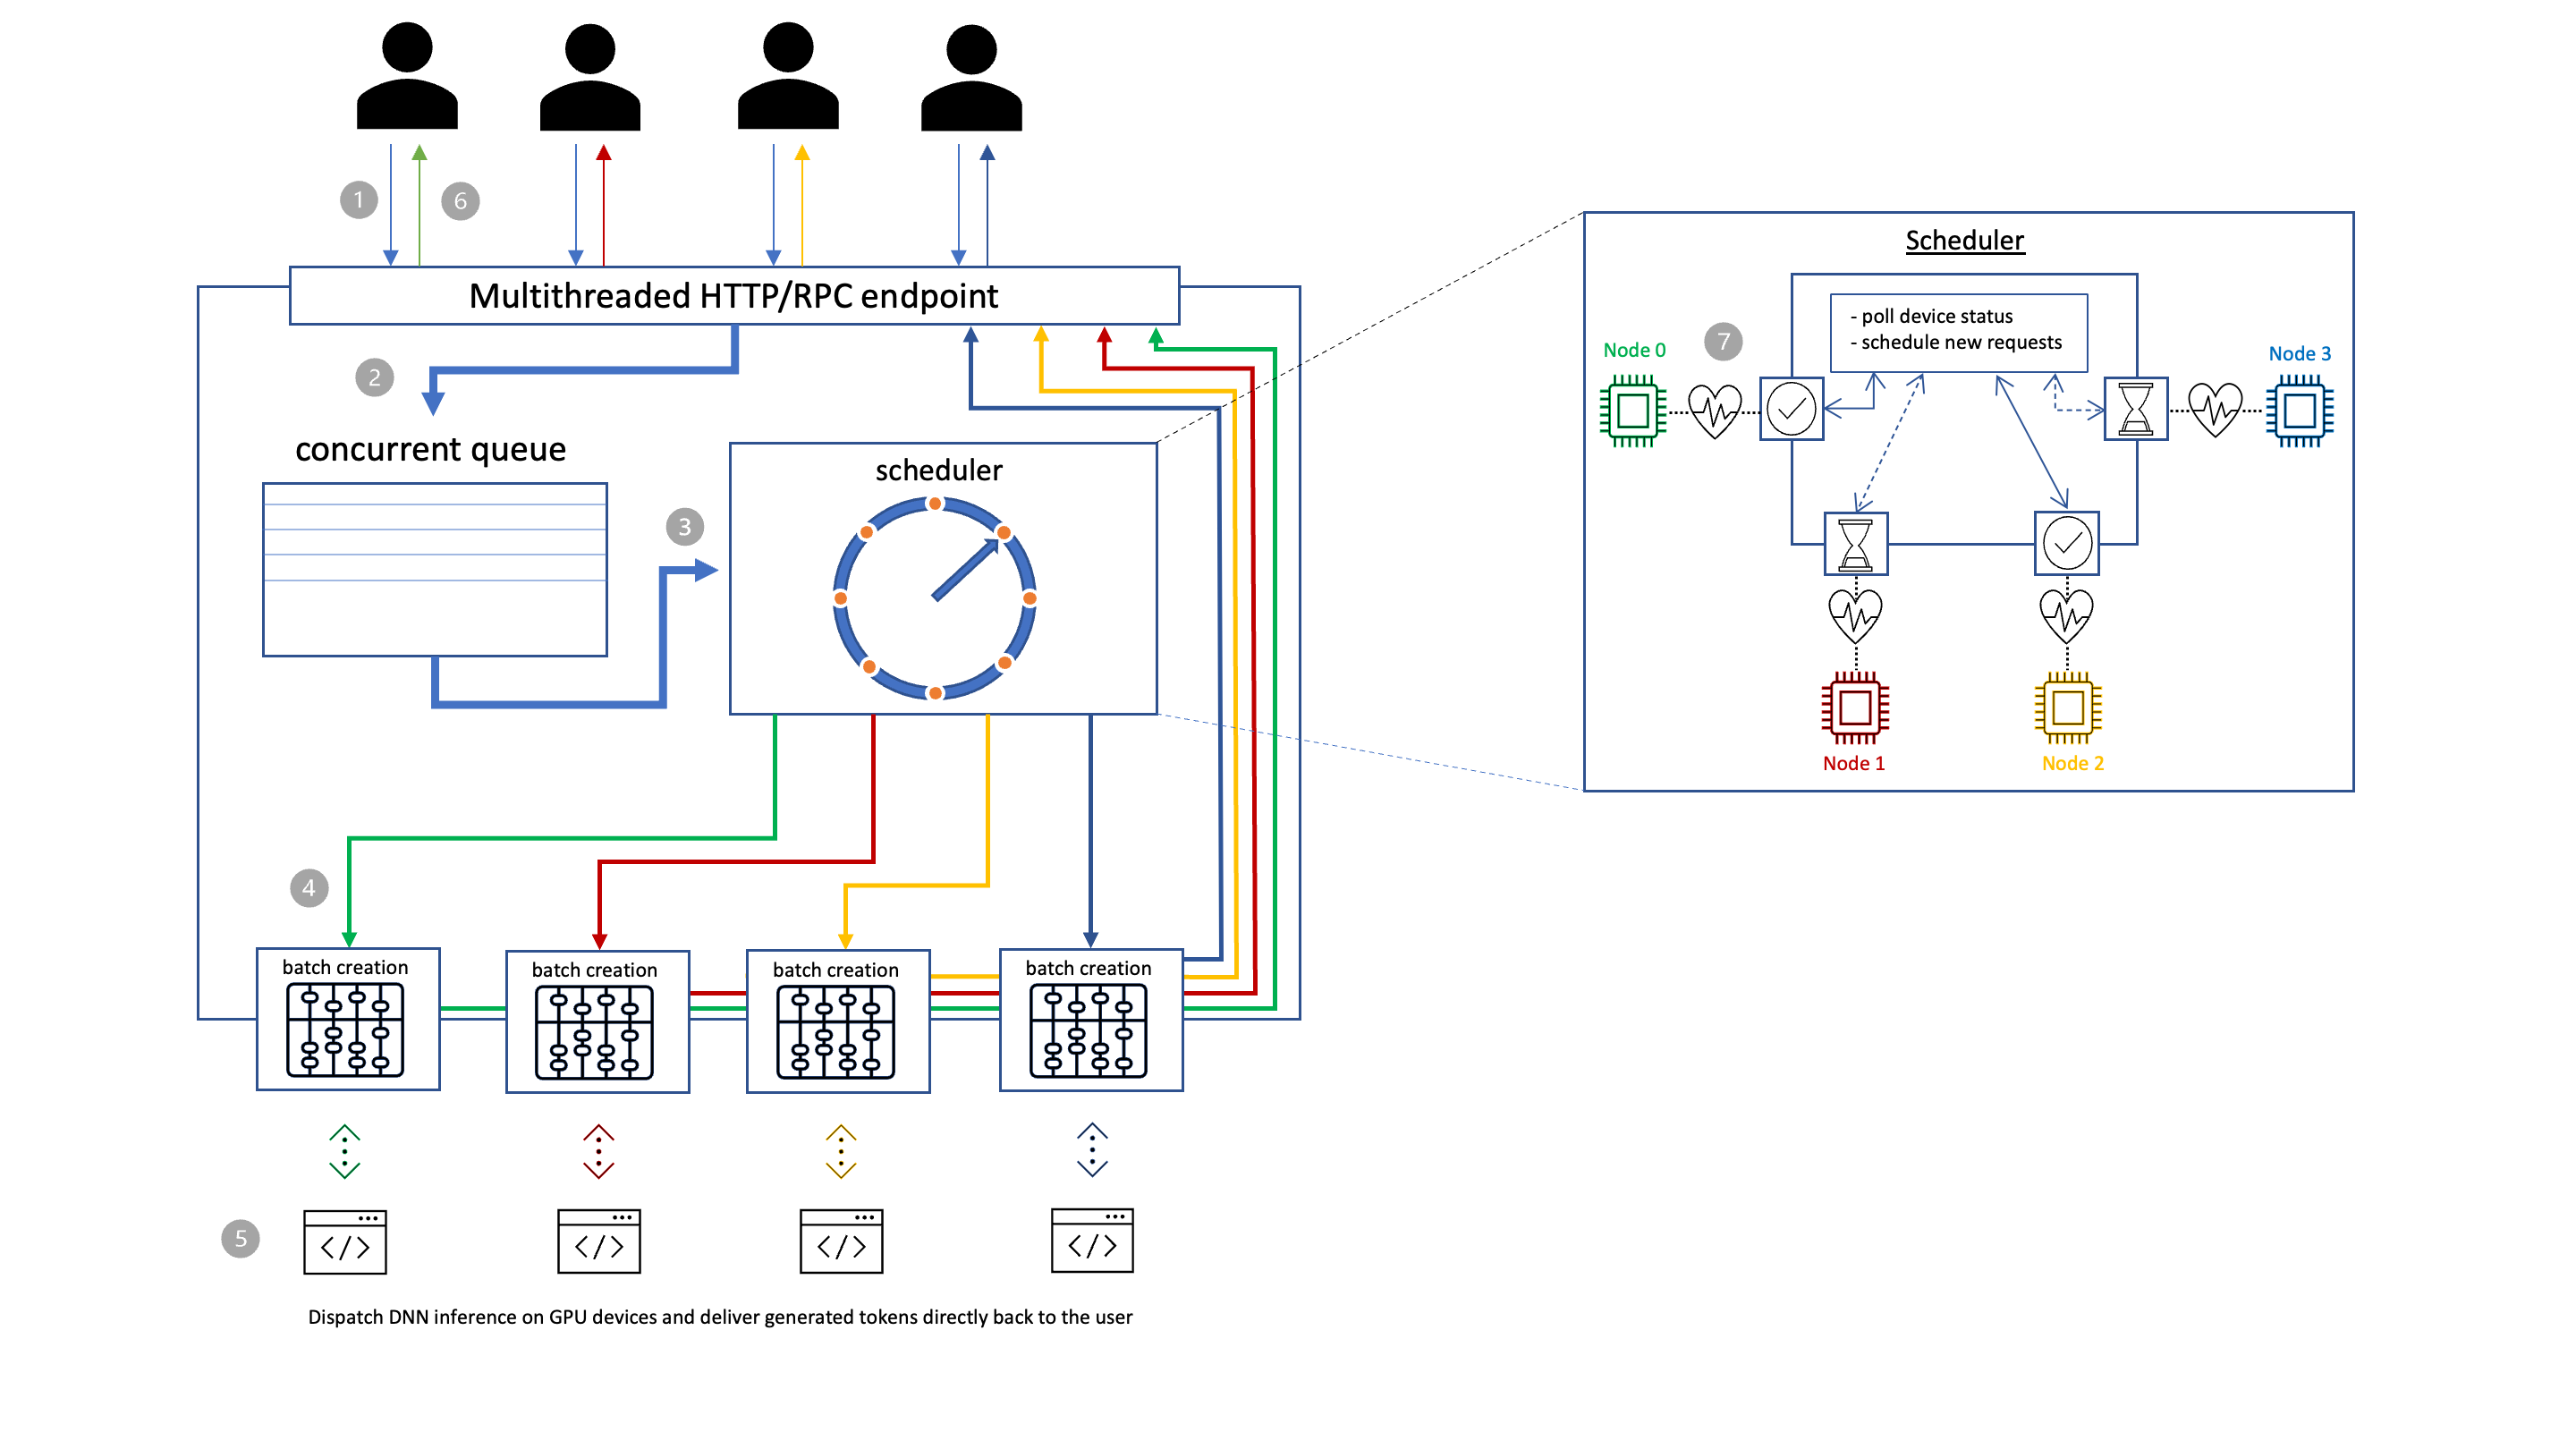 1
6
Multithreaded HTTP/RPC endpoint
2
concurrent queue
3
scheduler
4
batch creation
batch creation
batch creation
batch creation
5
</>
</>
</>
</>
Dispatch DNN inference on GPU devices and deliver generated tokens directly back to the user
Scheduler
- poll device status
- schedule new requests
7
Node 0
Node 3
Node 1
Node 2